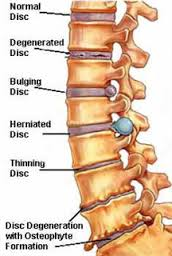 Normal
Disc
Degenerated
Disc
Bulging
Disc
Herniated
Disc
Thinning
Disc
Disc Degeneration
with Osteophyte
Formation